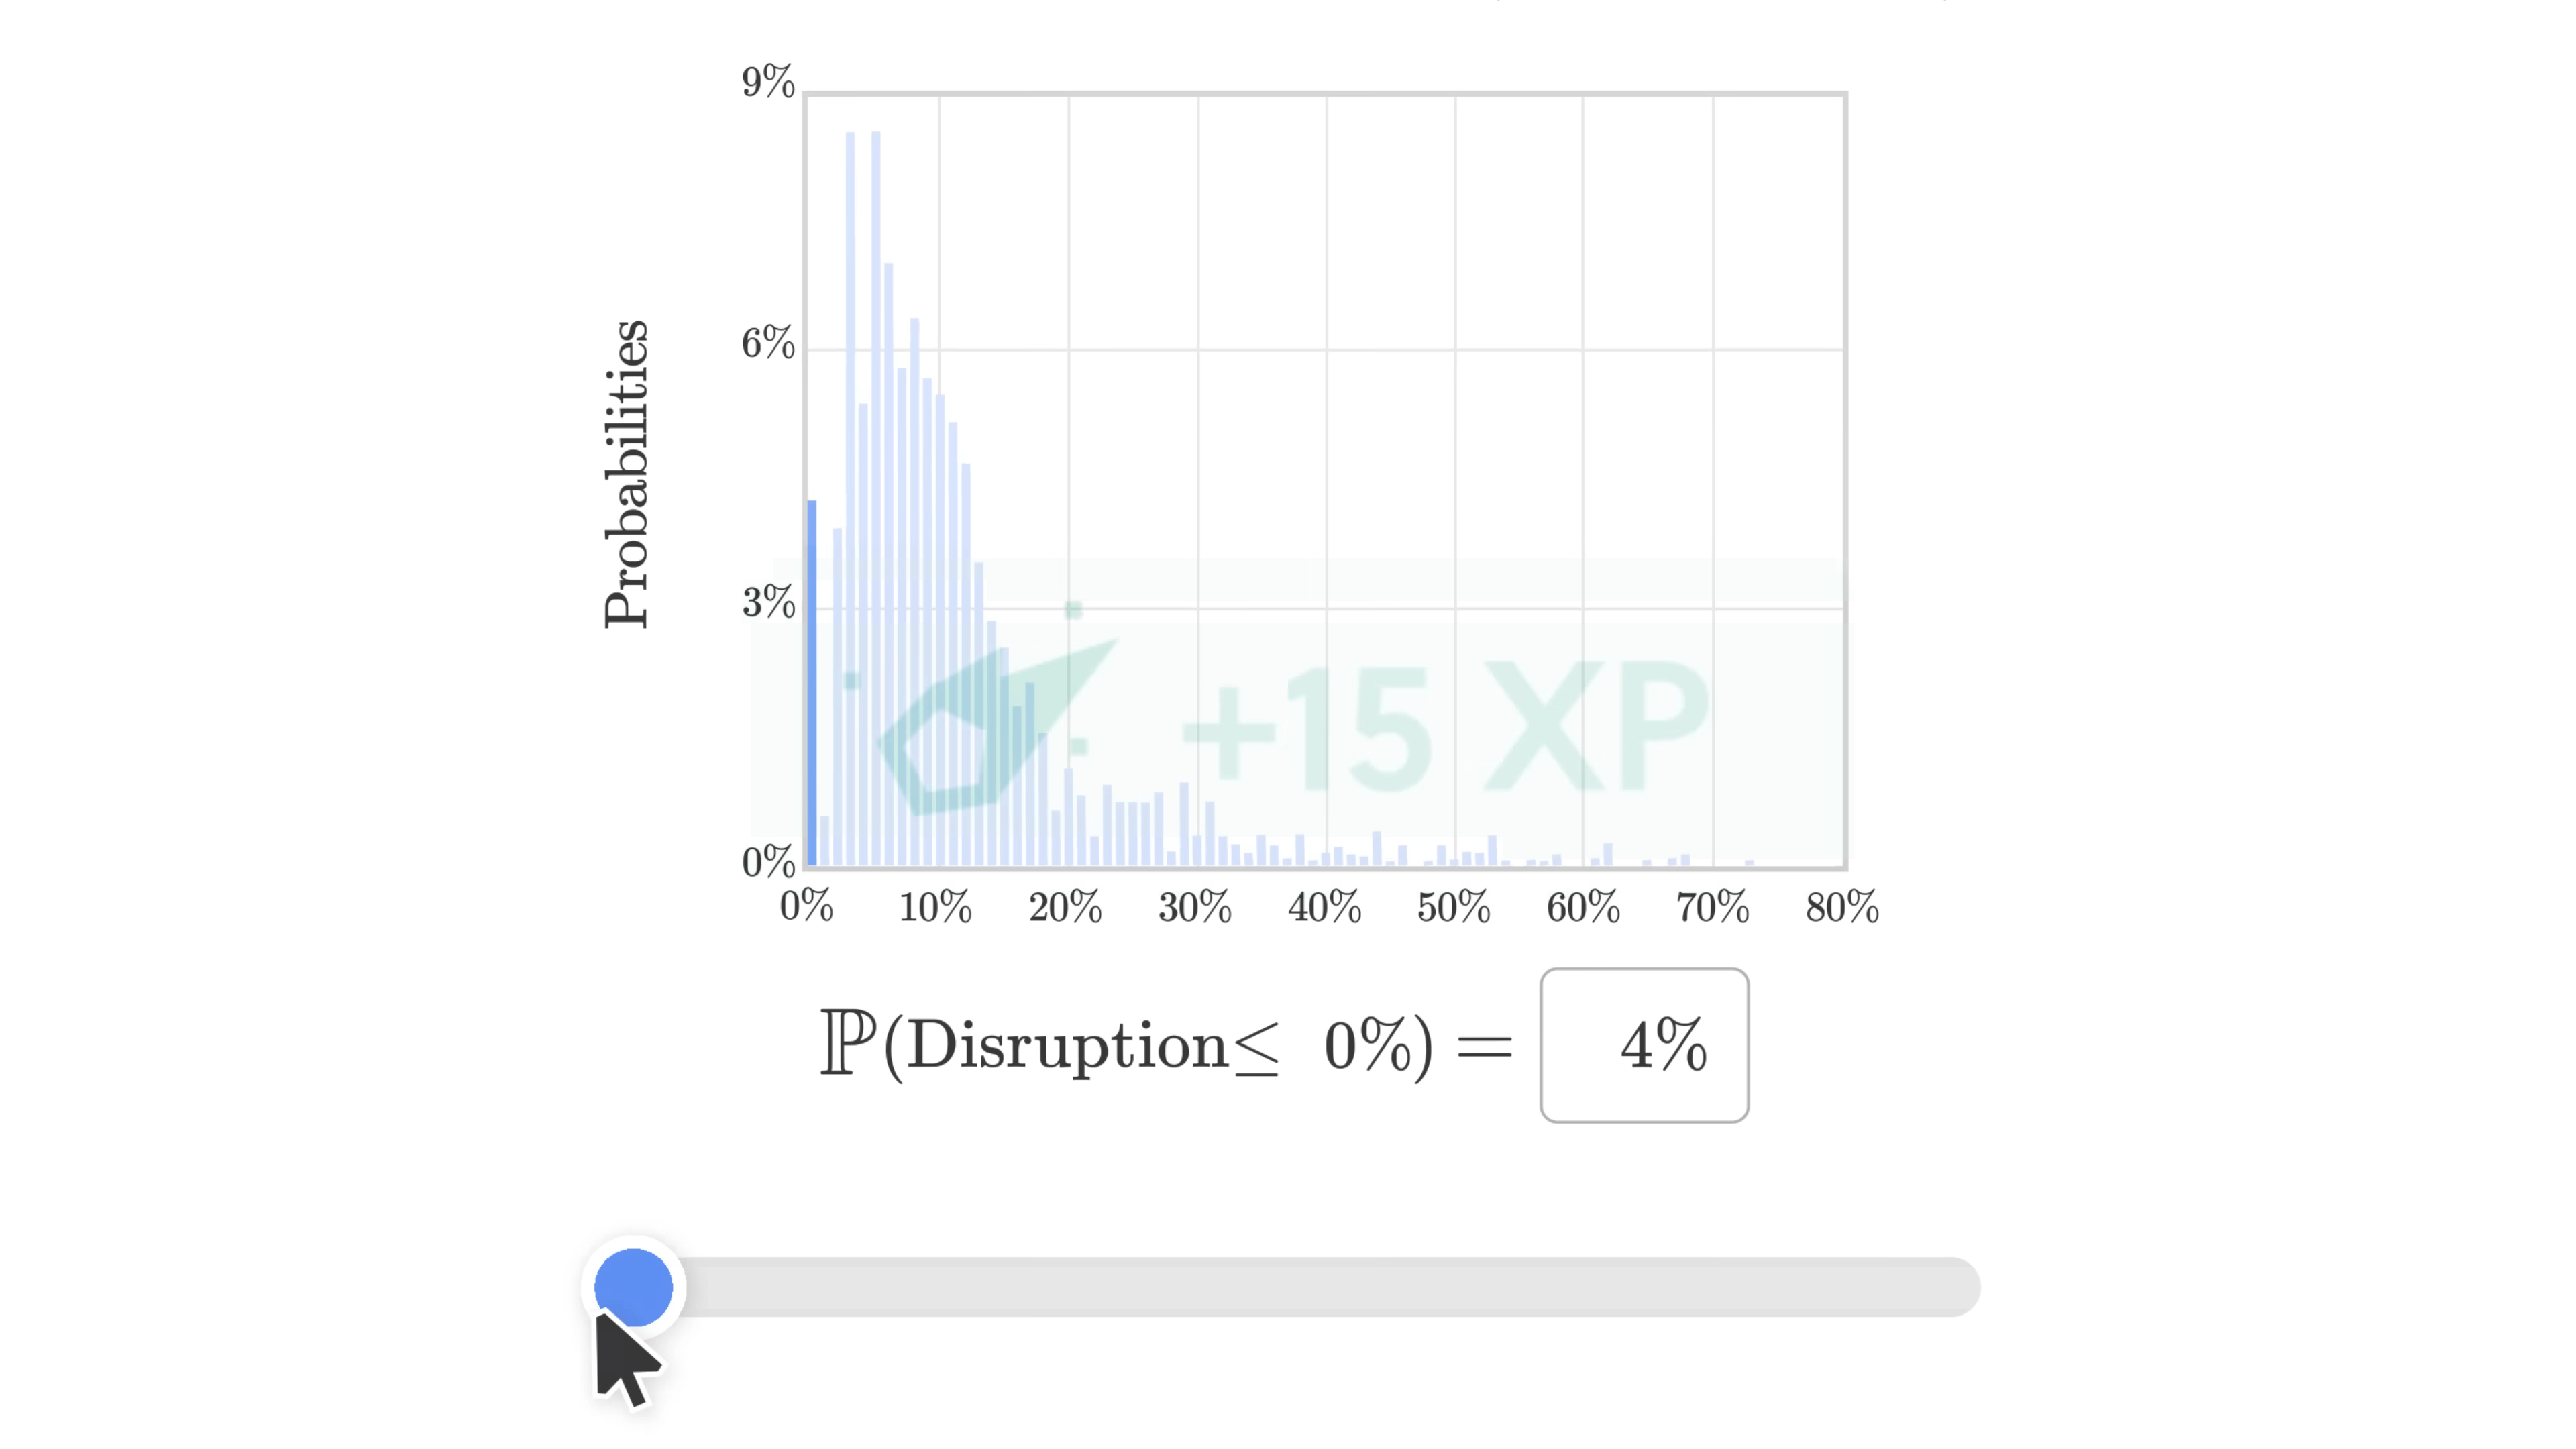 9%
6%
3%
0%
Probabilities
0% 10% 20% 30% 40% 50% 60% 70% 80%
+15 XP
ℙ(Disruption≤ 0%) = 4%